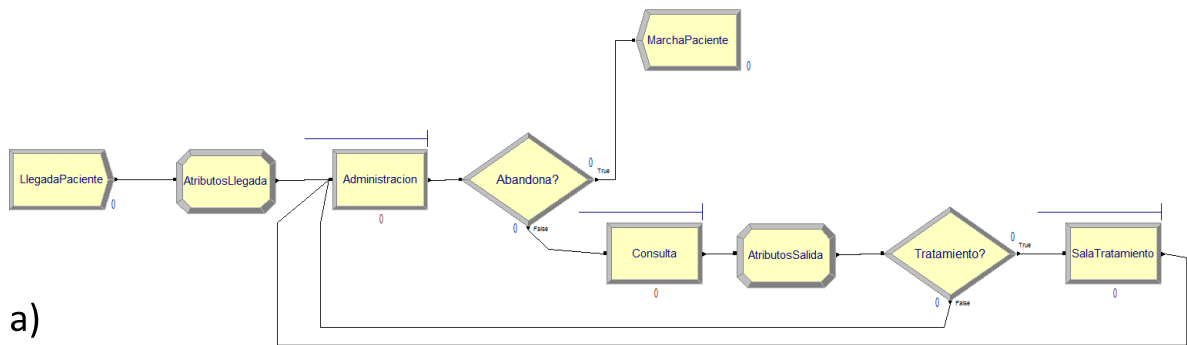 MarchaPaciente
0
LlegadaPaciente
0
AtributosLlegada
Administracion
0
Abandona?
0
True
0
False
Consulta
0
AtributosSalida
Tratamiento?
0
True
0
False
SalaTratamiento
0
a)